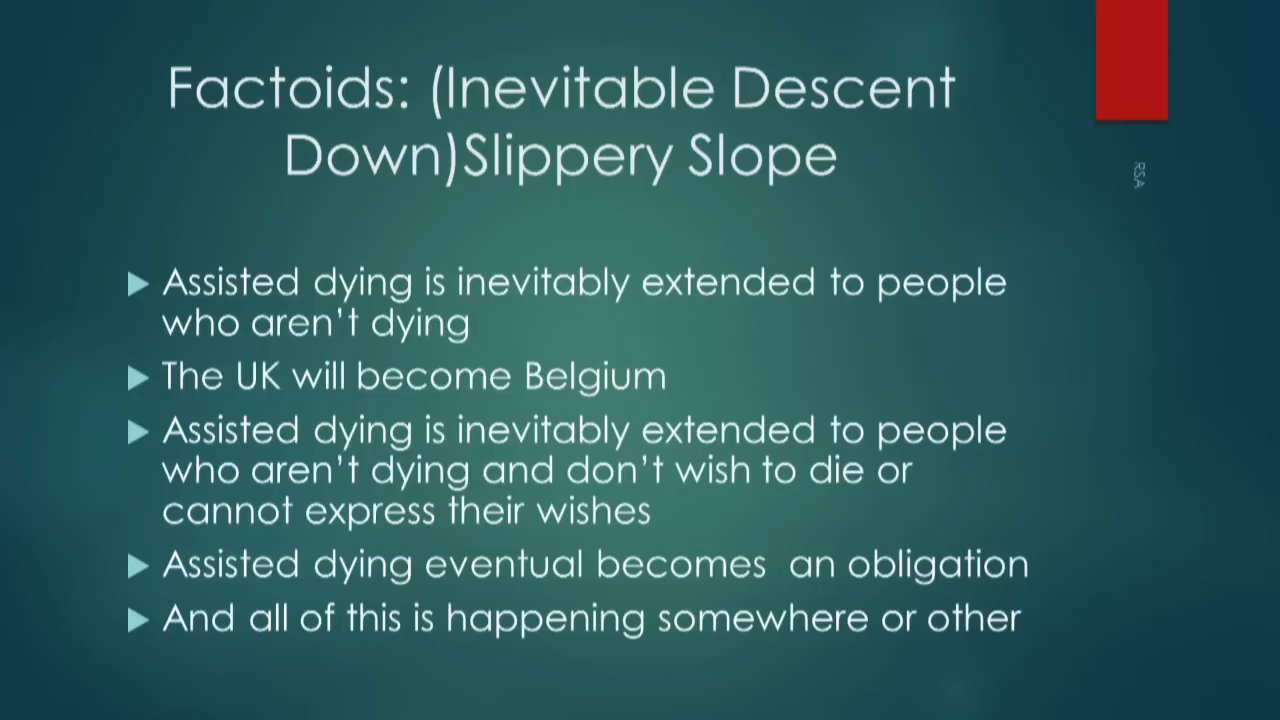 Factoids: (Inevitable Descent
Down)Slippery Slope
RSA
Assisted dying is inevitably extended to people
who aren't dying
The UK will become Belgium
Assisted dying is inevitably extended to people
who aren't dying and don't wish to die or
cannot express their wishes
Assisted dying eventual becomes  an obligation
And all of this is happening somewhere or other